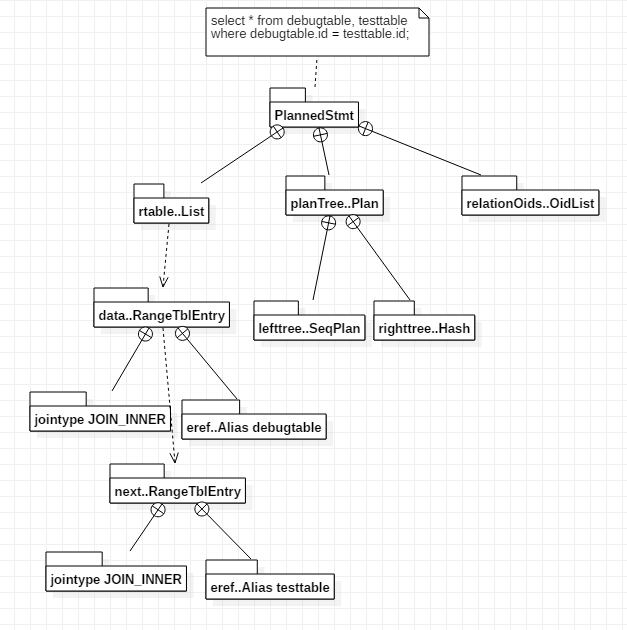 select * from debugtable, testtable
where debugtable.id = testtable.id;
PlannedStmt
rtable..List
planTree..Plan
relationOids..OidList
data..RangeTblEntry
lefttree..SeqPlan
righttree..Hash
jointype JOIN_INNER
eref..Alias debugtable
next..RangeTblEntry
jointype JOIN_INNER
eref..Alias testtable